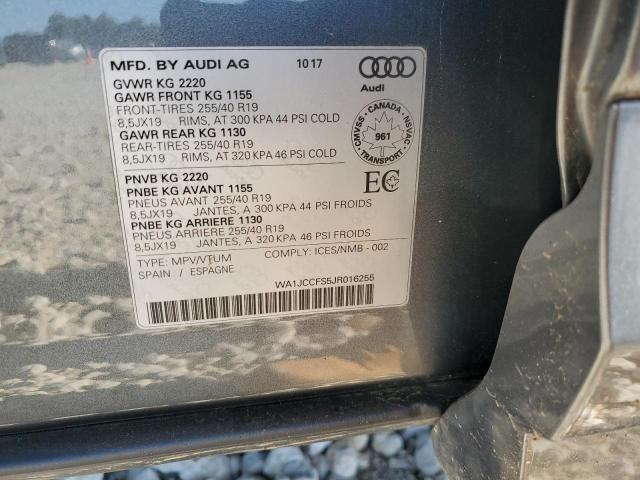 MFD. BY AUDI AG 10 17
Audi
GVWR KG 2220
GAWR FRONT KG 1155
FRONT-TIRES 255/40 R19
8,5JX19 RIMS, AT 300 KPA 44 PSI COLD
GAWR REAR KG 1130
REAR-TIRES 255/40 R19
8,5JX19 RIMS, AT 320 KPA 46 PSI COLD
CMVSS - CANADA - NSVAC
961
TRANSPORT
PNVB KG 2220
PNBE KG AVANT 1155
PNEUS AVANT 255/40 R19
8,5JX19 JANTES, A 300 KPA 44 PSI FROIDS
PNBE KG ARRIERE 1130
PNEUS ARRIERE 255/40 R19
8,5JX19 JANTES, A 320 KPA 46 PSI FROIDS
EC
TYPE: MPV/VTUM COMPLY: ICES/NMB - 002
SPAIN / ESPAGNE
WA1JCCFS5JR016255